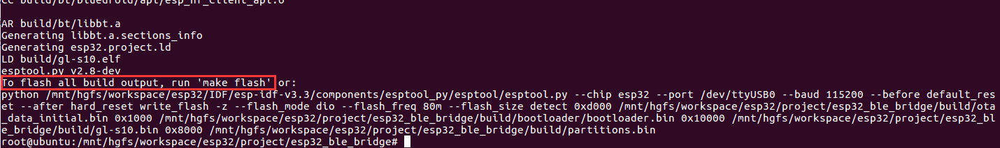 CC build/bt/bluedroid/api/esp_hf_client_api.o
AR build/bt/libbt.a
Generating libbt.a.sections_info
Generating esp32.project.ld
LD build/gl-s10.elf
esptool.py v2.8-dev
To flash all build output, run 'make flash' or:
python /mnt/hgfs/workspace/esp32/IDF/esp-idf-v3.3/components/esptool_py/esptool/esptool.py --chip esp32 --port /dev/ttyUSB0 --baud 115200 --before default_res
et --after hard_reset write_flash -z --flash_mode dio --flash_freq 80m --flash_size detect 0xd000 /mnt/hgfs/workspace/esp32/project/esp32_ble_bridge/build/ota
_data_initial.bin 0x1000 /mnt/hgfs/workspace/esp32/project/esp32_ble_bridge/build/bootloader/bootloader.bin 0x10000 /mnt/hgfs/workspace/esp32/project/esp32_bl
e_bridge/build/gl-s10.bin 0x8000 /mnt/hgfs/workspace/esp32/project/esp32_ble_bridge/build/partitions.bin
root@ubuntu:/mnt/hgfs/workspace/esp32/project/esp32_ble_bridge#